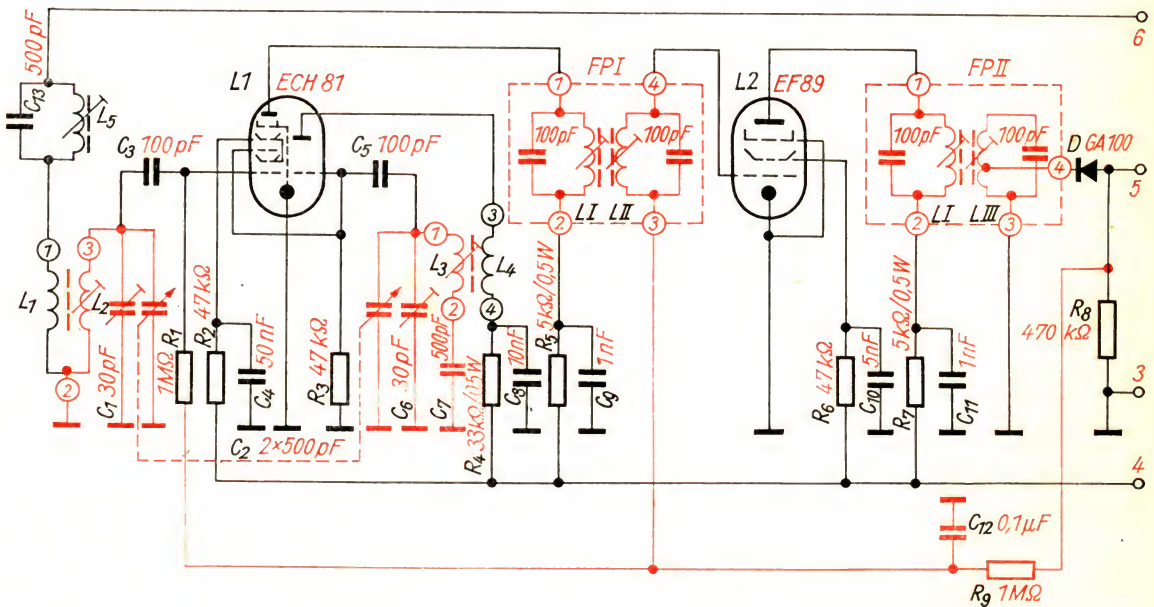 6
500pF
C13
L5
L1
ECH 81
FPI
L2
EF89
FPII
1
4
1
C3 100pF
C5 100pF
100pF
100pF
100pF
100pF
D GA100
4
5
2
LI
LII
3
2
LI
LIII
3
1
3
L1
L2
1
L3
3
L4
2
4
2
C1 30pF
R1 1MΩ
R2 47kΩ
C4 50nF
R3 47kΩ
C6 30pF
C7 500pF
R4 33kΩ/0,5W
C8 10nF
R5 5kΩ/0,5W
C9 1nF
R6 47kΩ
C10 5nF
R7 5kΩ/0,5W
C11 1nF
R8
470 kΩ
3
C2 2×500pF
4
C12 0,1μF
R9 1MΩ